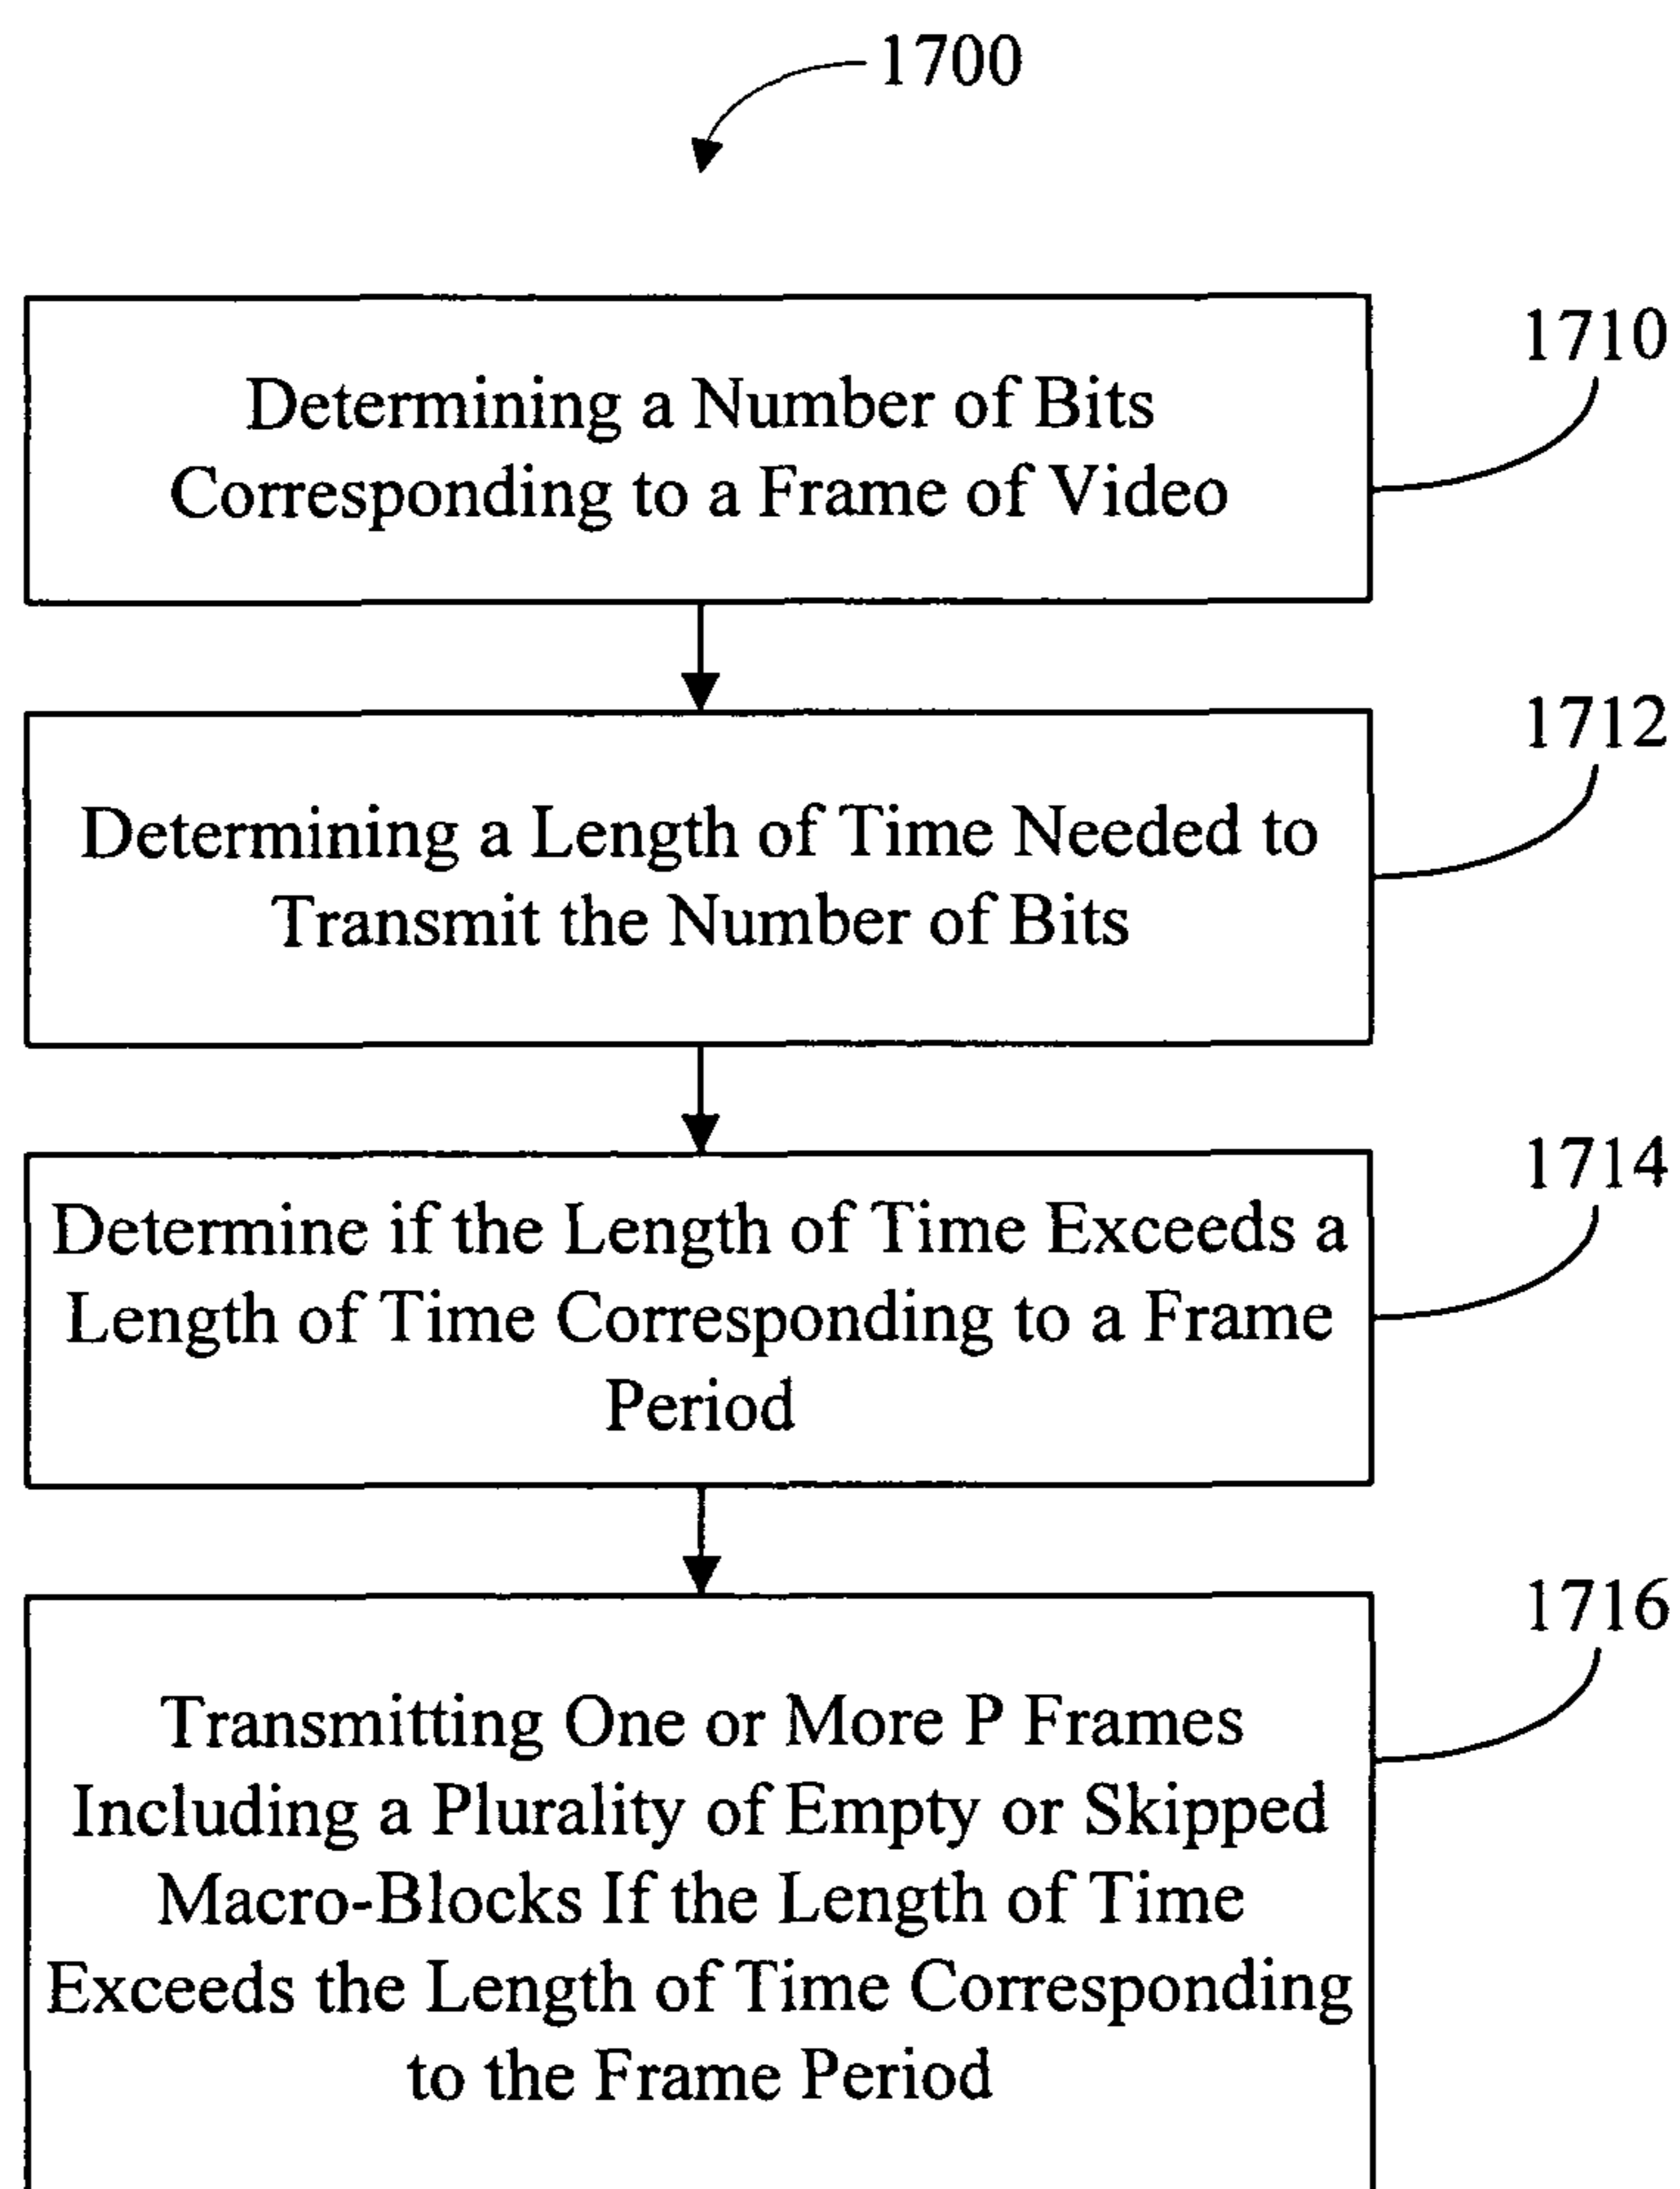 1700
1710
Determining a Number of Bits
Corresponding to a Frame of Video
1712
Determining a Length of Time Needed to
Transmit the Number of Bits
1714
Determine if the Length of Time Exceeds a
Length of Time Corresponding to a Frame
Period
1716
Transmitting One or More P Frames
Including a Plurality of Empty or Skipped
Macro-Blocks If the Length of Time
Exceeds the Length of Time Corresponding
to the Frame Period